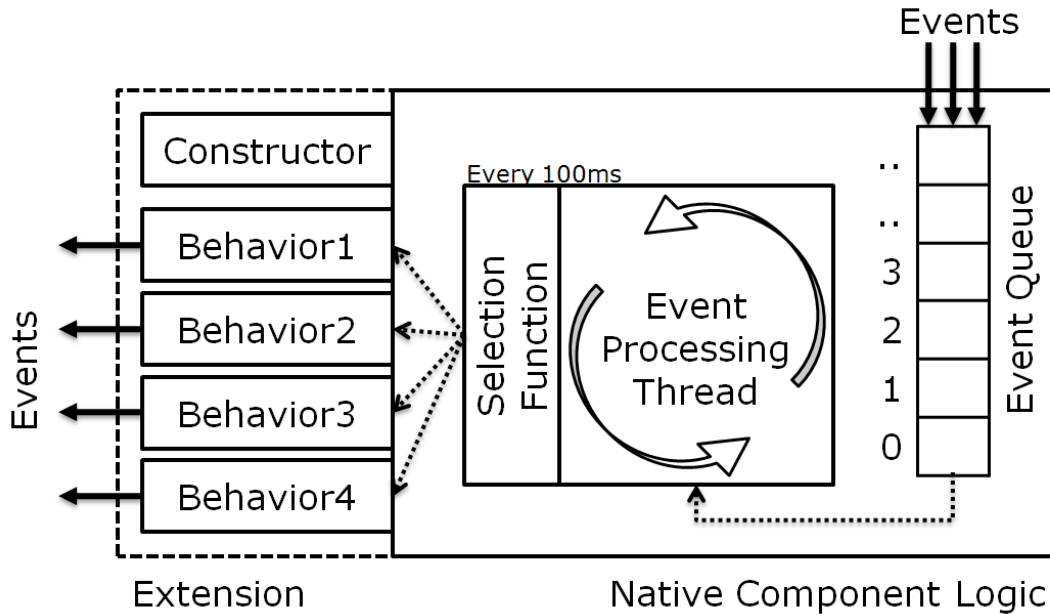 Events
Constructor
Every 100ms
..
..
Behavior1
3
Behavior2
2
Behavior3
1
Behavior4
0
Events
Selection
Function
Event
Processing
Thread
Event Queue
Extension
Native Component Logic